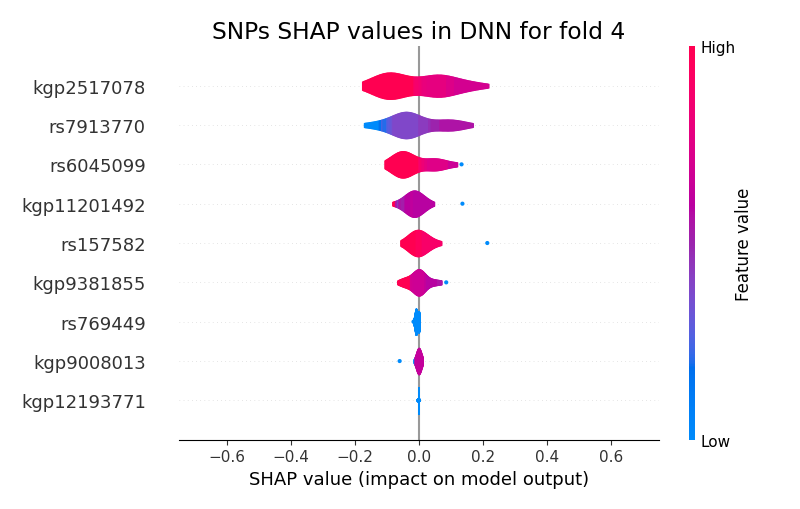 SNPs SHAP values in DNN for fold 4
High
kgp2517078
rs7913770
rs6045099
kgp11201492
rs157582
kgp9381855
rs769449
kgp9008013
kgp12193771
Feature value
Low
−0.6 −0.4 −0.2 0.0 0.2 0.4 0.6
SHAP value (impact on model output)